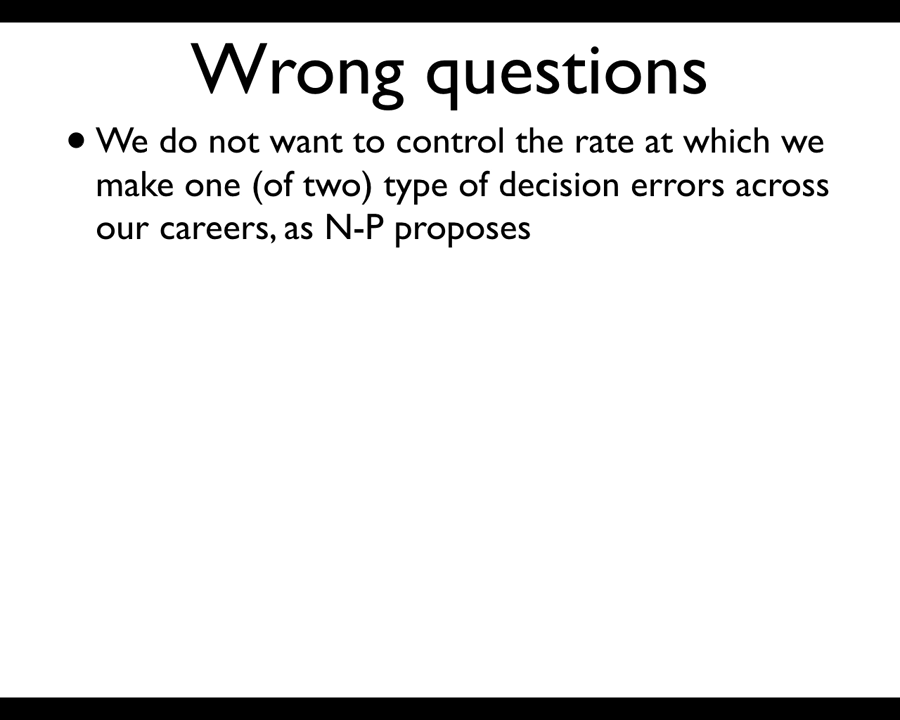 Wrong questions
• We do not want to control the rate at which we
make one (of two) type of decision errors across
our careers, as N-P proposes